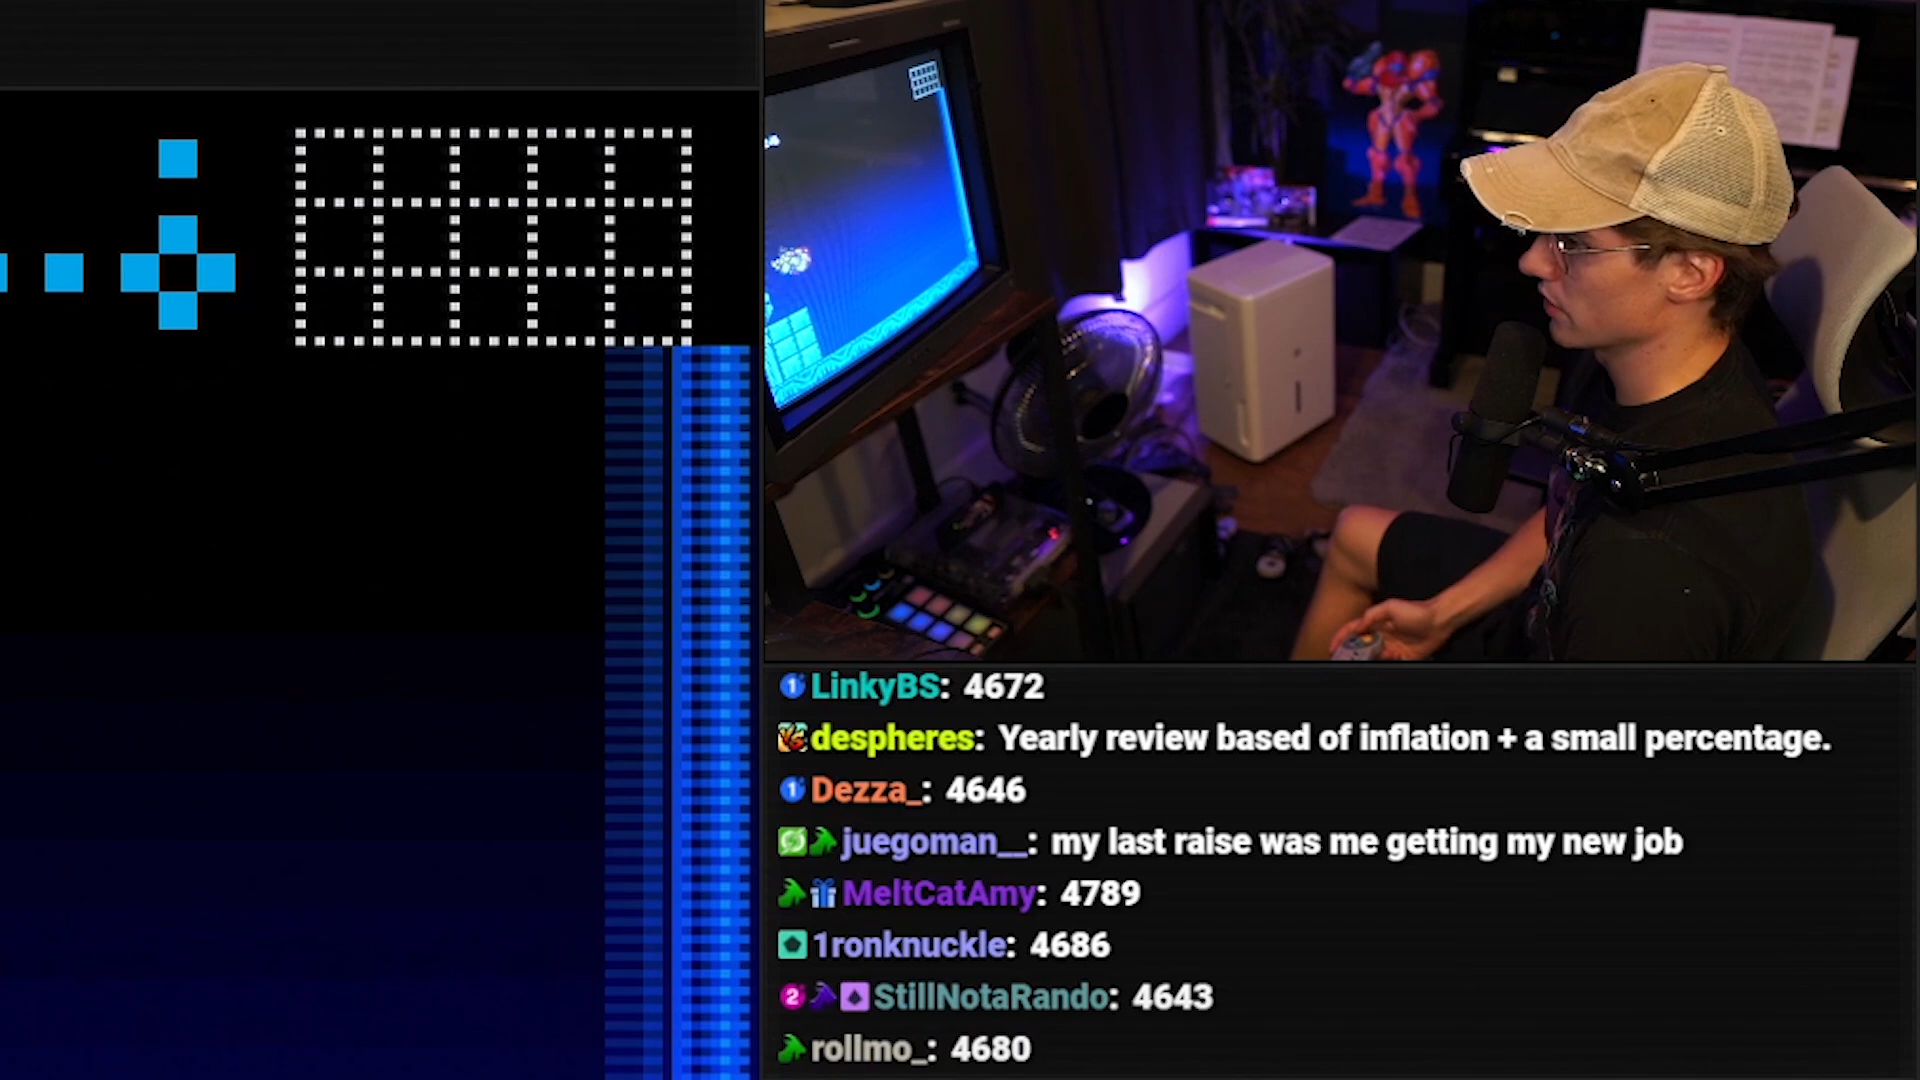 LinkyBS: 4672
despheres: Yearly review based of inflation + a small percentage.
Dezza_: 4646
juegoman__: my last raise was me getting my new job
MeltCatAmy: 4789
1ronknuckle: 4686
2 StillNotaRando: 4643
rollmo_: 4680